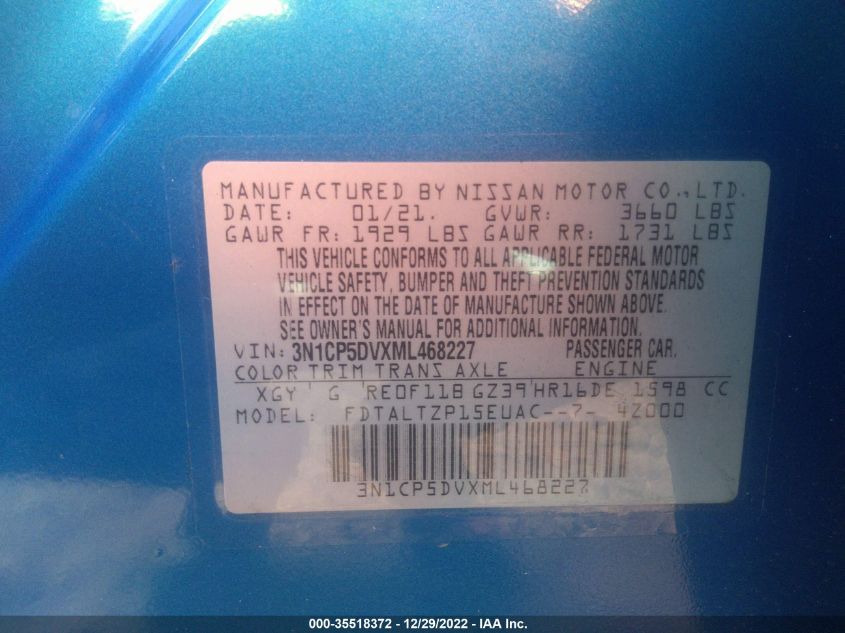 MANUFACTURED BY NISSAN MOTOR CO., LTD.
DATE: 01/21. GVWR: 3660 LBS
GAWR FR: 1929 LBS GAWR RR: 1731 LBS
THIS VEHICLE CONFORMS TO ALL APPLICABLE FEDERAL MOTOR
VEHICLE SAFETY, BUMPER AND THEFT PREVENTION STANDARDS
IN EFFECT ON THE DATE OF MANUFACTURE SHOWN ABOVE.
SEE OWNER'S MANUAL FOR ADDITIONAL INFORMATION.
VIN: 3N1CP5DVXML468227 PASSENGER CAR.
COLOR TRIM TRANS AXLE ENGINE
XGY ' G ' RE0F11B GZ39 ' HR16DE 1598 CC
MODEL: FDTALTZP15EUAC--7- 4Z000
3N1CP5DVXML468227
000-35518372 - 12/29/2022 - IAA Inc.